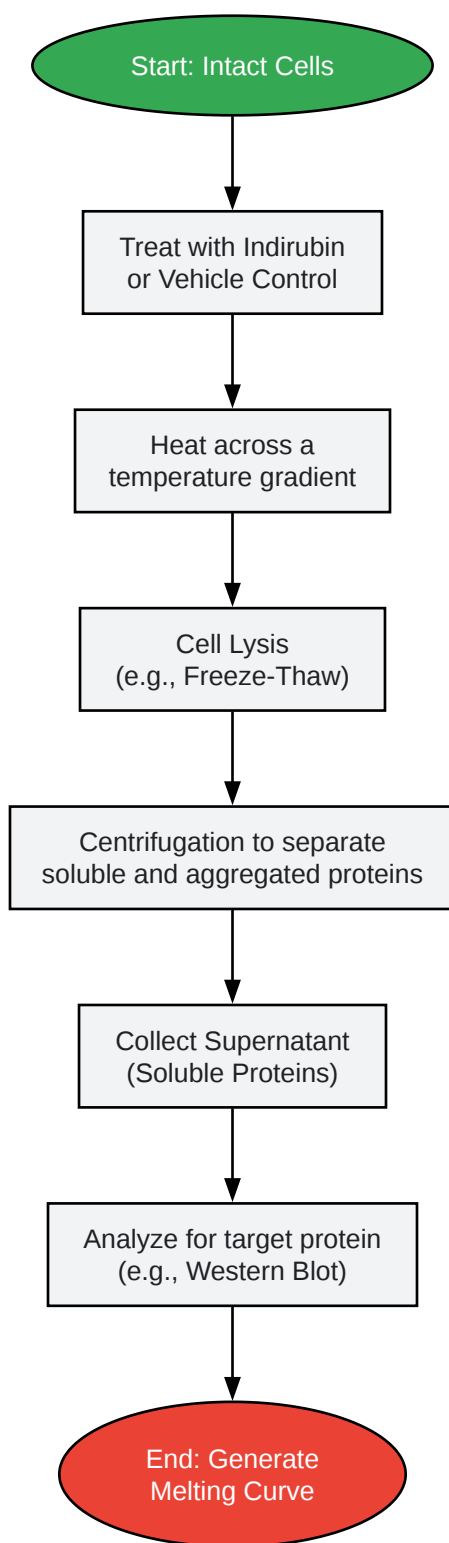 Start: Intact Cells
Treat with Indirubin
or Vehicle Control
Heat across a
temperature gradient
Cell Lysis
(e.g., Freeze-Thaw)
Centrifugation to separate
soluble and aggregated proteins
Collect Supernatant
(Soluble Proteins)
Analyze for target protein
(e.g., Western Blot)
End: Generate
Melting Curve